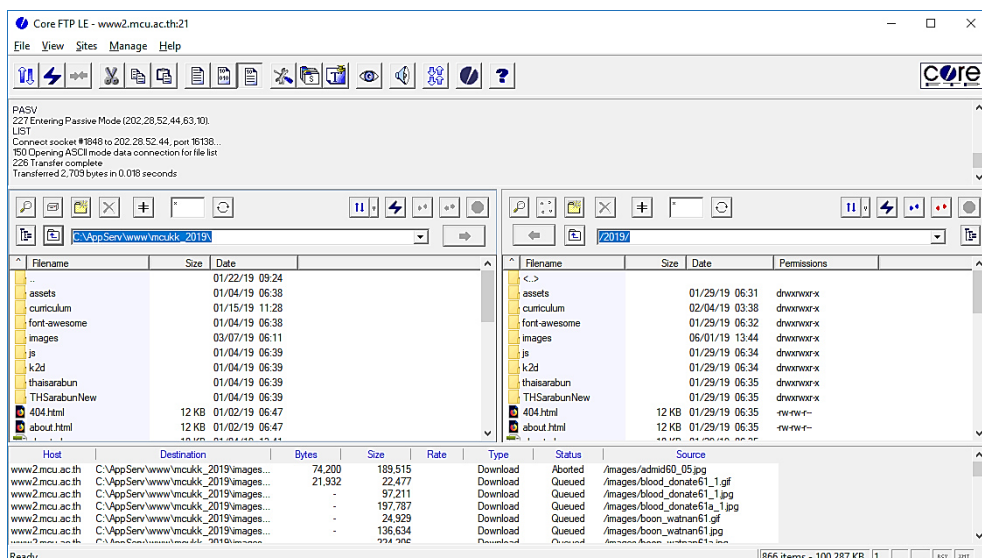 Core FTP LE - www2.mcu.ac.th:21
File View Sites Manage Help
core
PASV
227 Entering Passive Mode (202,28,52,44,63,10).
LIST
Connect socket #1848 to 202.28.52.44, port 16138...
150 Opening ASCII mode data connection for file list
226 Transfer complete
Transferred 2,709 bytes in 0.018 seconds
C:\AppServ\www\mcukk_2019\
^ Filename Size Date
.. 01/22/19 09:24
assets 01/04/19 06:38
curriculum 01/15/19 11:28
font-awesome 01/04/19 06:38
images 03/07/19 06:11
js 01/04/19 06:39
k2d 01/04/19 06:39
thaisarabun 01/04/19 06:39
THSarabunNew 01/04/19 06:39
404.html 12 KB 01/02/19 06:47
about.html 12 KB 01/02/19 06:47
/2019/
^ Filename Size Date Permissions
<..>
assets 01/29/19 06:31 drwxrwxr-x
curriculum 02/04/19 03:38 drwxrwxr-x
font-awesome 01/29/19 06:32 drwxrwxr-x
images 06/01/19 13:44 drwxrwxr-x
js 01/29/19 06:34 drwxrwxr-x
k2d 01/29/19 06:34 drwxrwxr-x
thaisarabun 01/29/19 06:35 drwxrwxr-x
THSarabunNew 01/29/19 06:35 drwxrwxr-x
404.html 12 KB 01/29/19 06:35 -rw-rw-r--
about.html 12 KB 01/29/19 06:35 -rw-rw-r--
Host Destination Bytes Size Rate Type Status Source
www2.mcu.ac.th C:\AppServ\www\mcukk_2019\images... 74,200 189,515 Download Aborted /images/admid60_05.jpg
www2.mcu.ac.th C:\AppServ\www\mcukk_2019\images... 21,932 22,477 Download Queued /images/blood_donate61_1.gif
www2.mcu.ac.th C:\AppServ\www\mcukk_2019\images... - 97,211 Download Queued /images/blood_donate61_1.jpg
www2.mcu.ac.th C:\AppServ\www\mcukk_2019\images... - 197,787 Download Queued /images/blood_donate61a_1.jpg
www2.mcu.ac.th C:\AppServ\www\mcukk_2019\images... - 24,929 Download Queued /images/boon_watnan61.gif
www2.mcu.ac.th C:\AppServ\www\mcukk_2019\images... - 136,634 Download Queued /images/boon_watnan61.jpg
www2.mcu.ac.th C:\AppServ\www\mcukk_2019\images... 224,206 Download Queued /images/boon_watnan61a.jpg
Ready 866 items - 100,287 KB 1